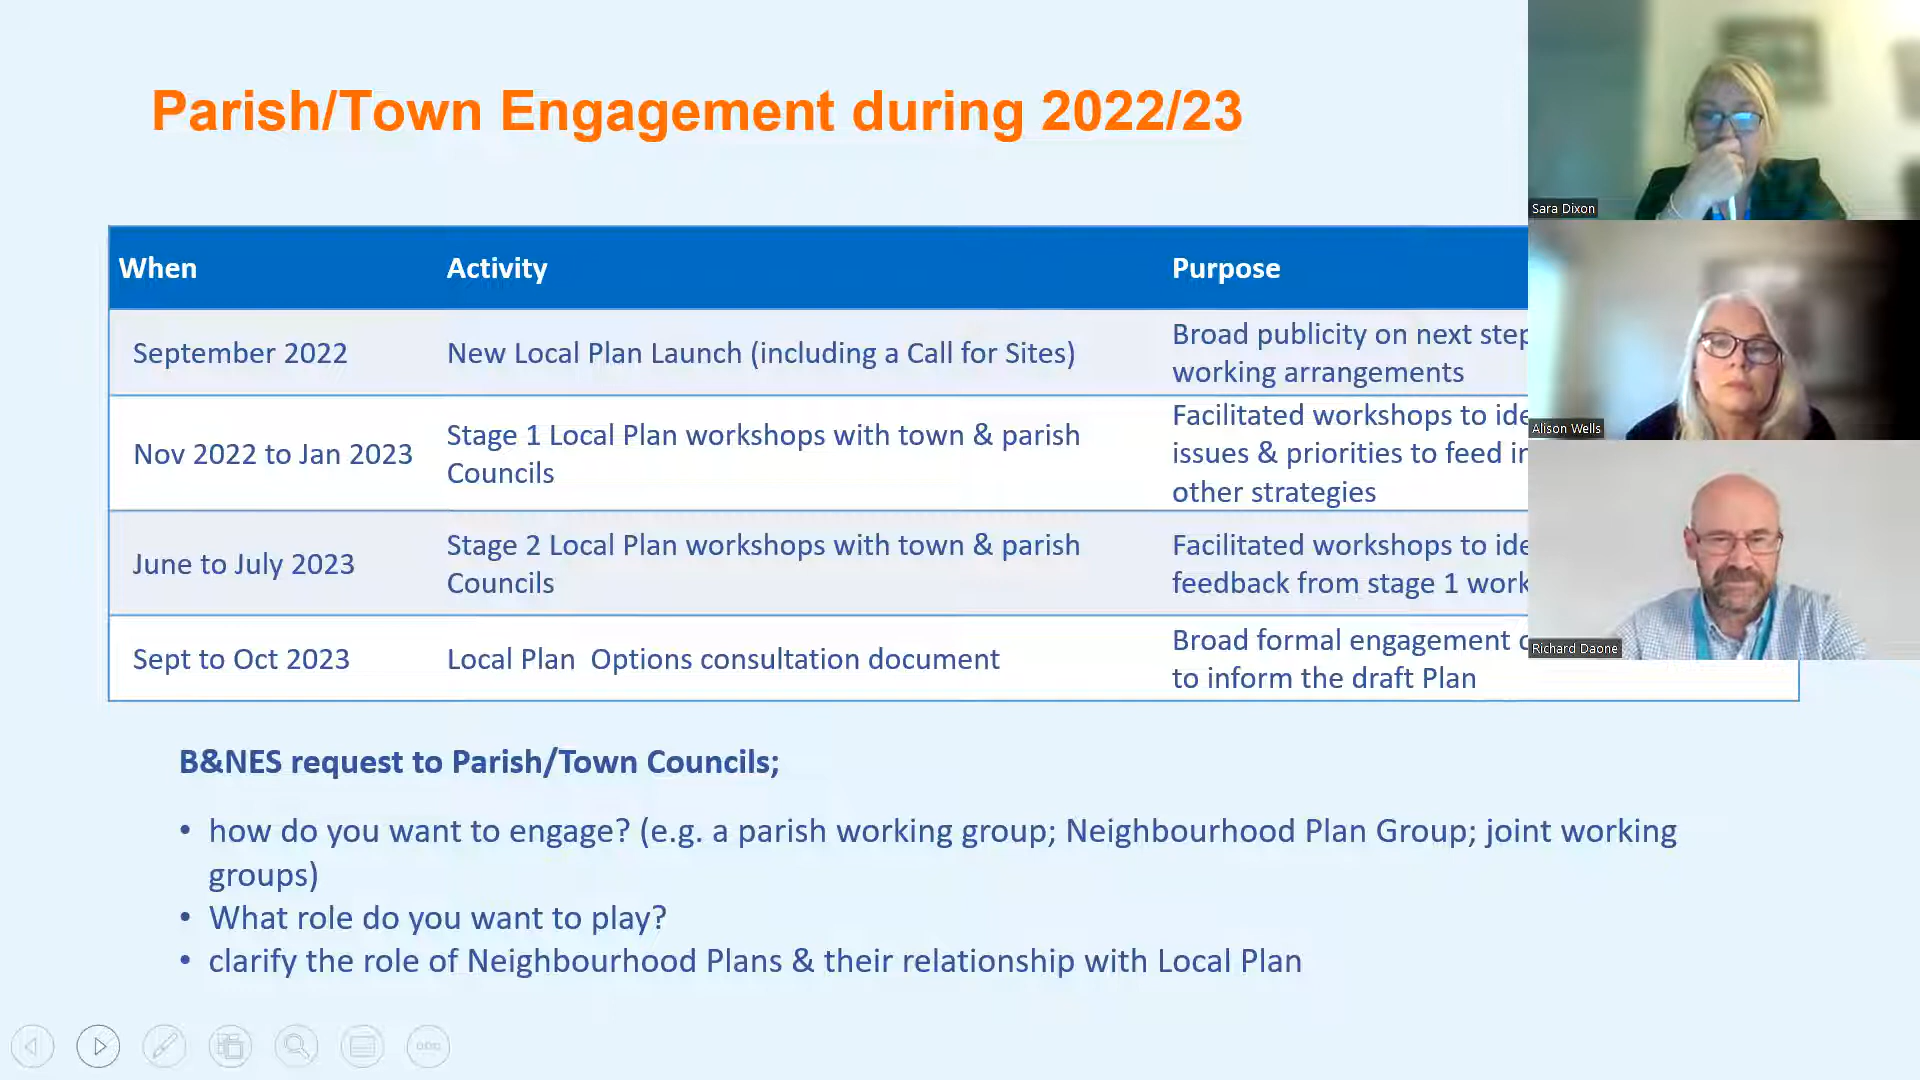 Parish/Town Engagement during 2022/23
When Activity Purpose
September 2022 New Local Plan Launch (including a Call for Sites) Broad publicity on next
working arrangements
Nov 2022 to Jan 2023 Stage 1 Local Plan workshops with town & parish
Councils
Facilitated workshops to
issues & priorities to feed
other strategies
June to July 2023 Stage 2 Local Plan workshops with town & parish
Councils
Facilitated workshops to
feedback from stage 1
Sept to Oct 2023 Local Plan Options consultation document
Broad formal engagement
to inform the draft Plan
B&NES request to Parish/Town Councils;
• how do you want to engage? (e.g. a parish working group; Neighbourhood Plan Group; joint working
groups)
• What role do you want to play?
• clarify the role of Neighbourhood Plans & their relationship with Local Plan
Sara Dixon
Alison Wells
Richard Daone